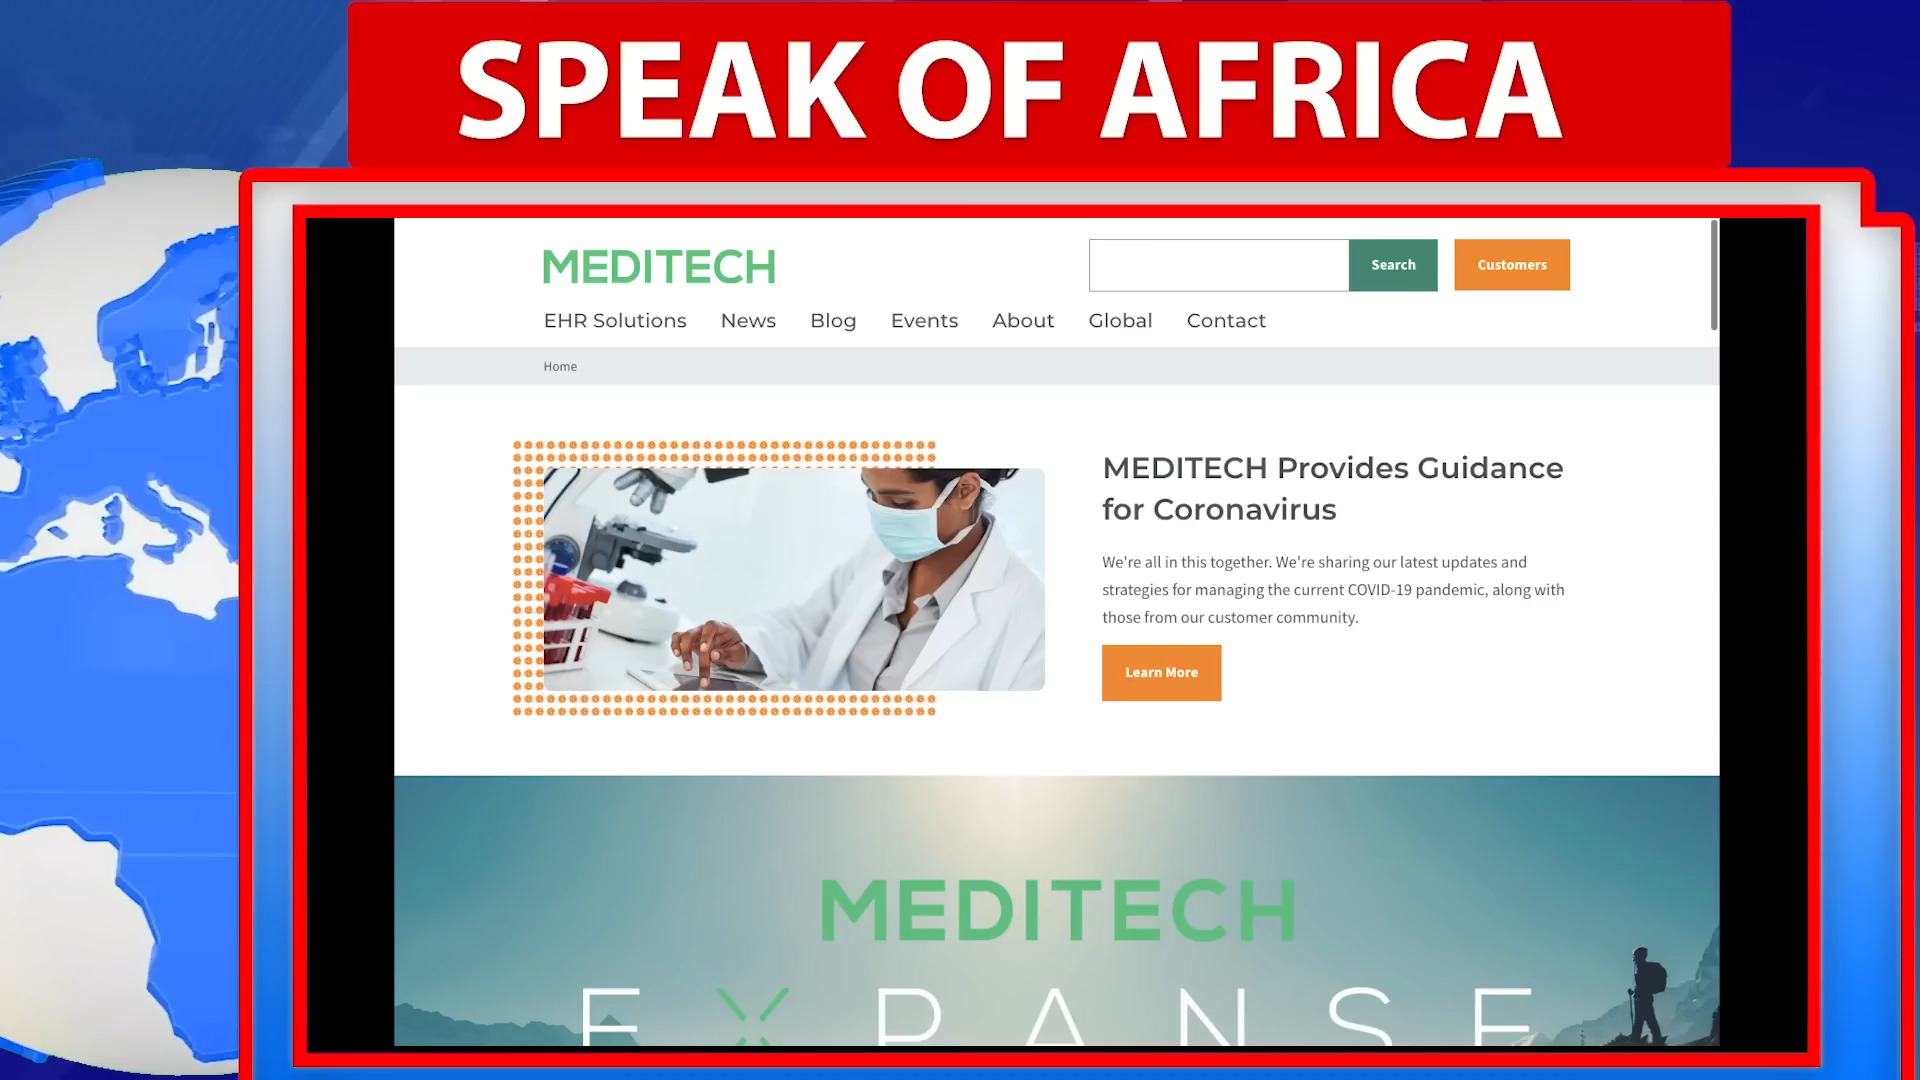 SPEAK OF AFRICA
MEDITECH
Search
Customers
EHR Solutions News Blog Events About Global Contact
Home
MEDITECH Provides Guidance
for Coronavirus
We're all in this together. We're sharing our latest updates and
strategies for managing the current COVID-19 pandemic, along with
those from our customer community.
Learn More
MEDITECH
EXPANSE